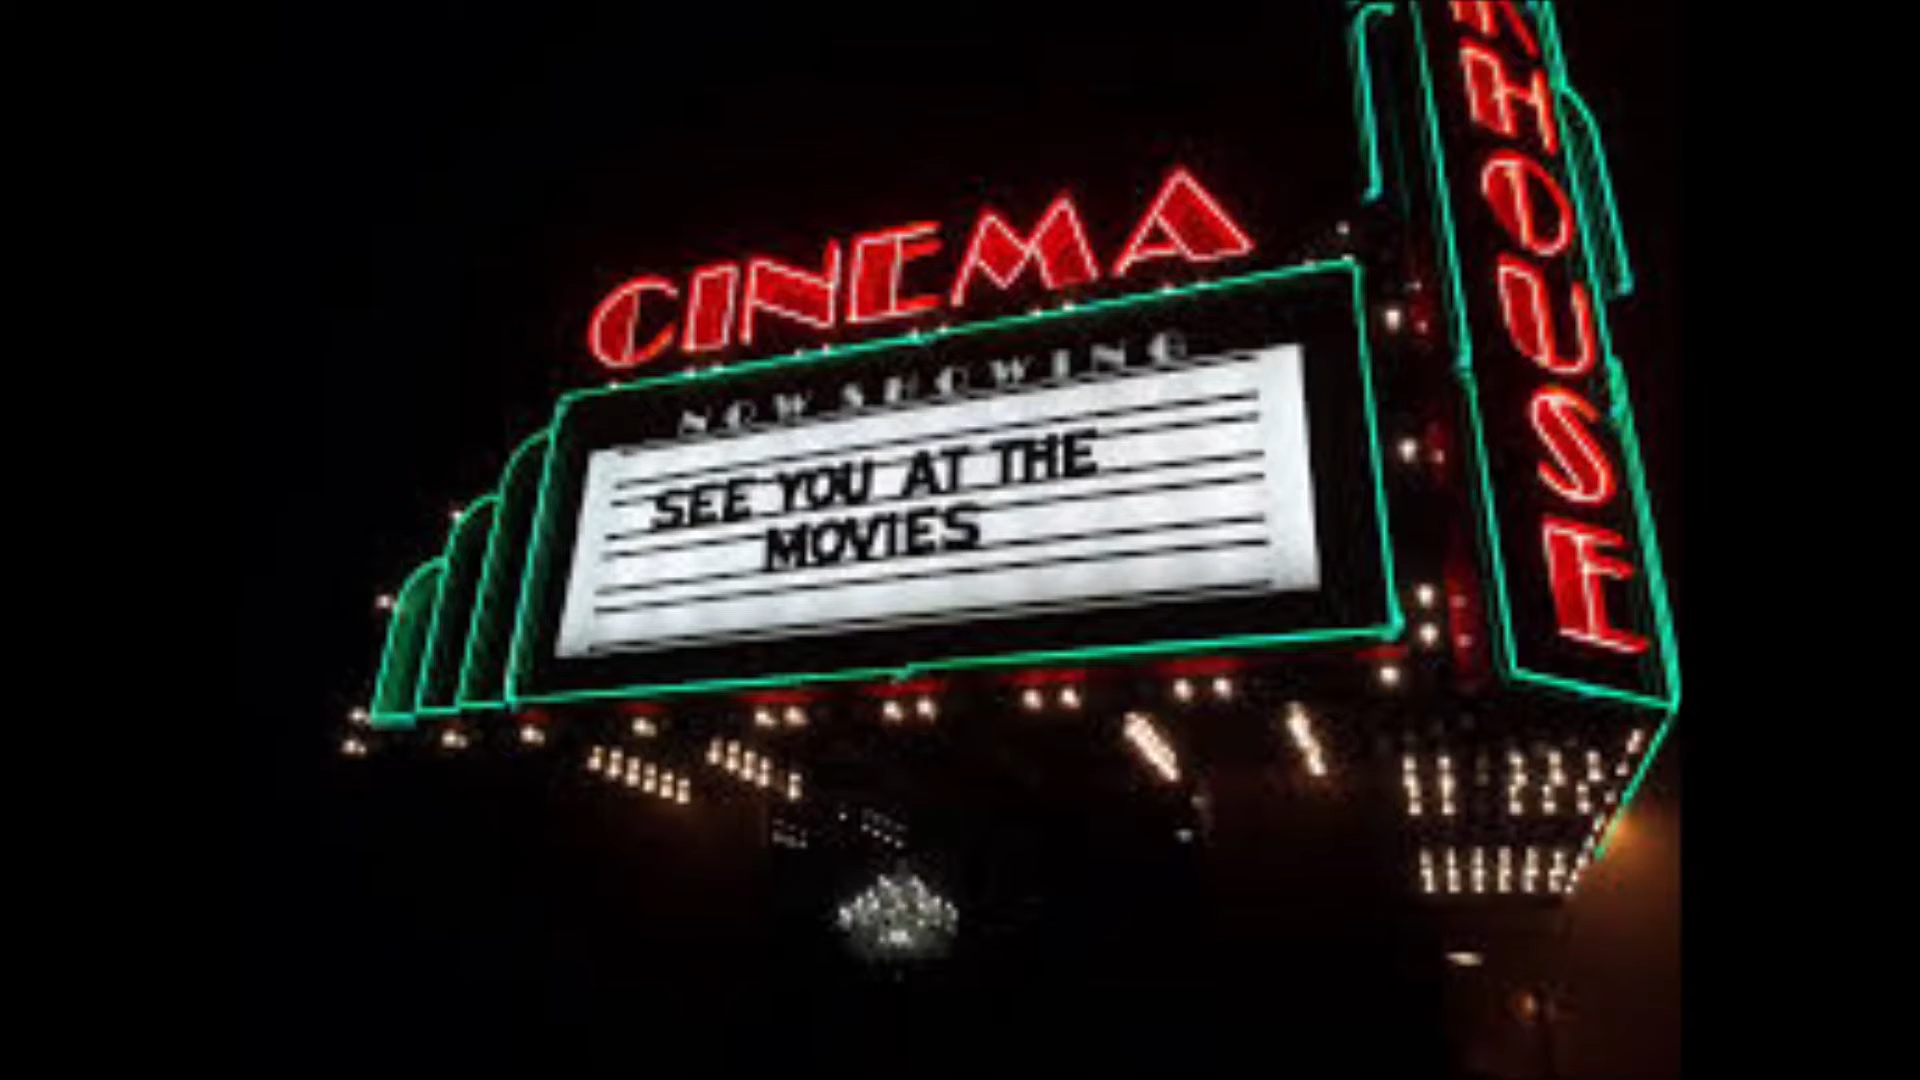 CINEMA
NOW SHOWING
SEE YOU AT THE
MOVIES
HOUSE